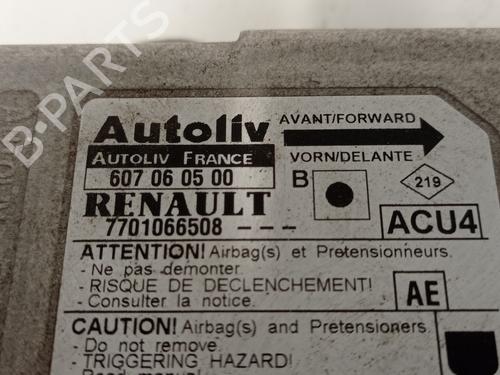 B-PARTS
Autoliv
AVANT/FORWARD
AUTOLIV FRANCE
VORN/DELANTE
607 06 05 00
B
219
RENAULT
7701066508 - - -
ACU4
ATTENTION! Airbag(s) et Pretensionneurs.
- Ne pas demonter.
- RISQUE DE DECLENCHEMENT!
- Consulter la notice.
AE
CAUTION! Airbag(s) and Pretensioners.
- Do not remove.
- TRIGGERING HAZARD!
- Read manual